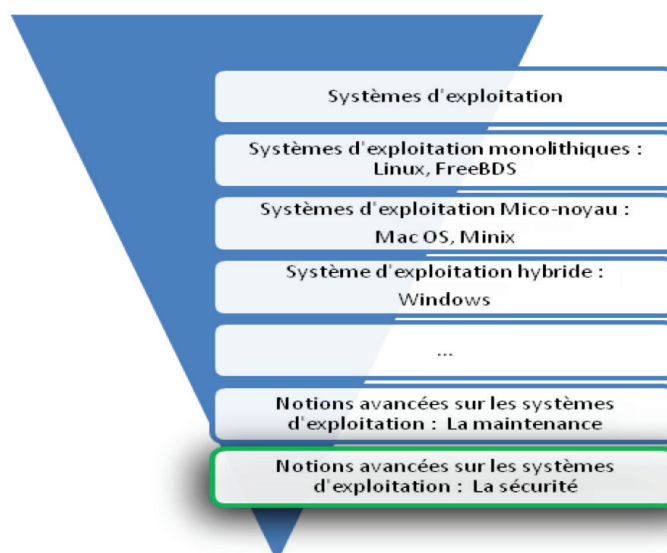 Systèmes d'exploitation
Systèmes d'exploitation monolithiques :
Linux, FreeBDS
Systèmes d'exploitation Mico-noyau :
Mac OS, Minix
Système d'exploitation hybride :
Windows
...
Notions avancées sur les systèmes
d'exploitation : La maintenance
Notions avancées sur les systèmes
d'exploitation : La sécurité